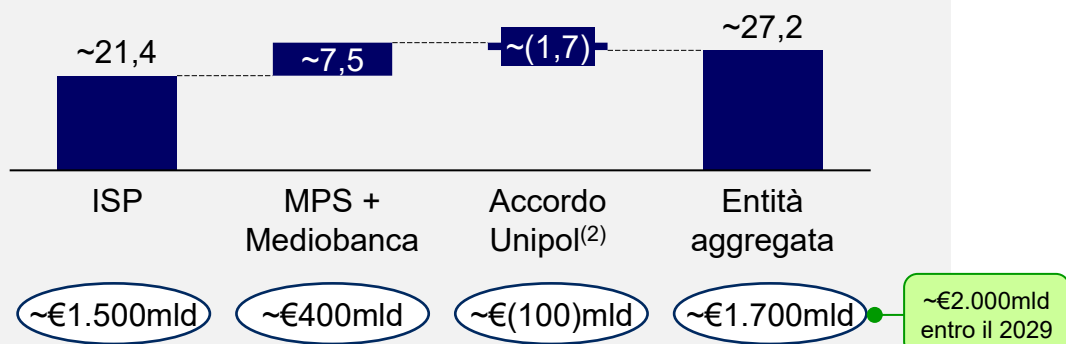 ~21,4
~7,5
~(1,7)
~27,2
ISP
MPS +
Mediobanca
Accordo
Unipol(2)
Entità
aggregata
~€1.500mld
~€400mld
~€(100)mld
~€1.700mld
~€2.000mld
entro il 2029